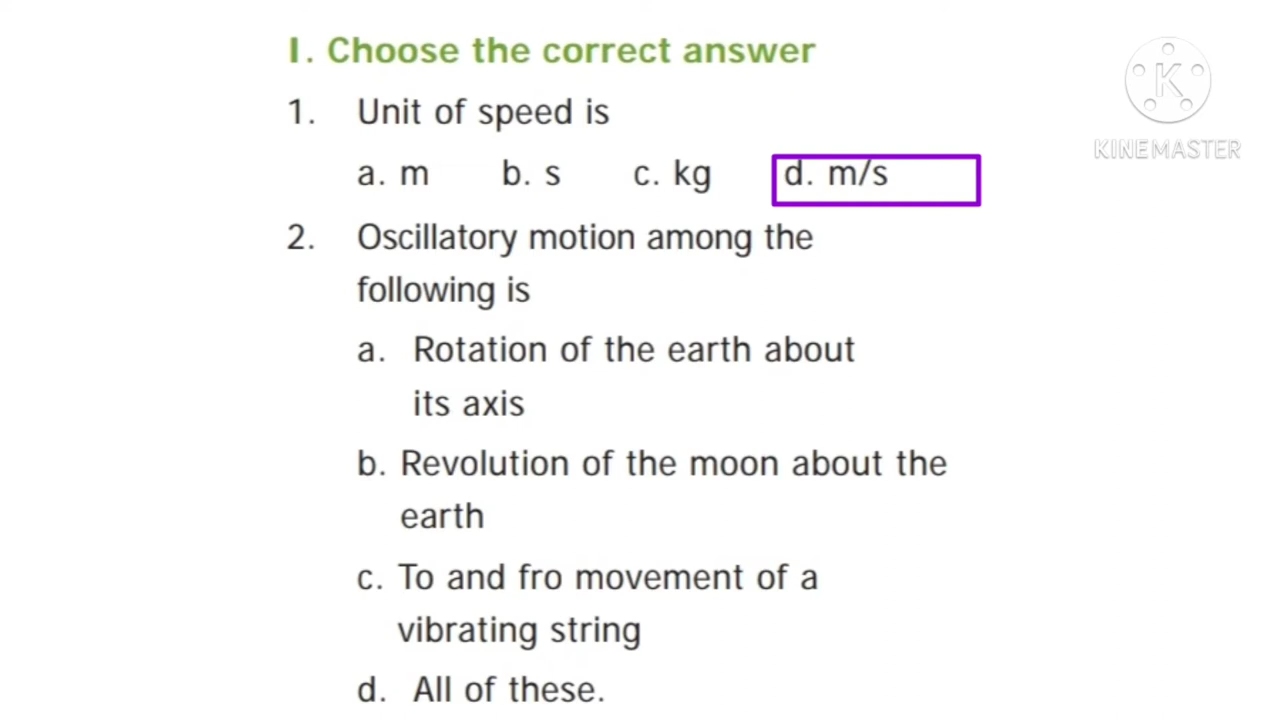 I. Choose the correct answer
1. Unit of speed is
a. m b. s c. kg d. m/s
2. Oscillatory motion among the
following is
a. Rotation of the earth about
its axis
b. Revolution of the moon about the
earth
c. To and fro movement of a
vibrating string
d. All of these.
K
KINEMASTER